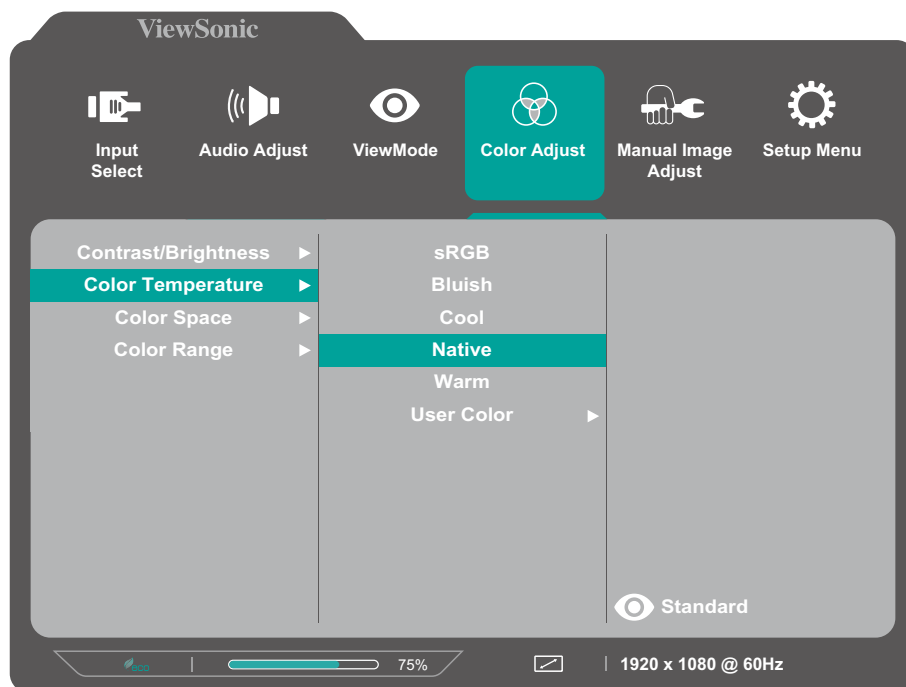 ViewSonic
Input
Select
Audio Adjust
ViewMode
Color Adjust
Manual Image
Adjust
Setup Menu
Contrast/Brightness
Color Temperature
Color Space
Color Range
sRGB
Bluish
Cool
Native
Warm
User Color
Standard
eco
75%
1920 x 1080 @ 60Hz